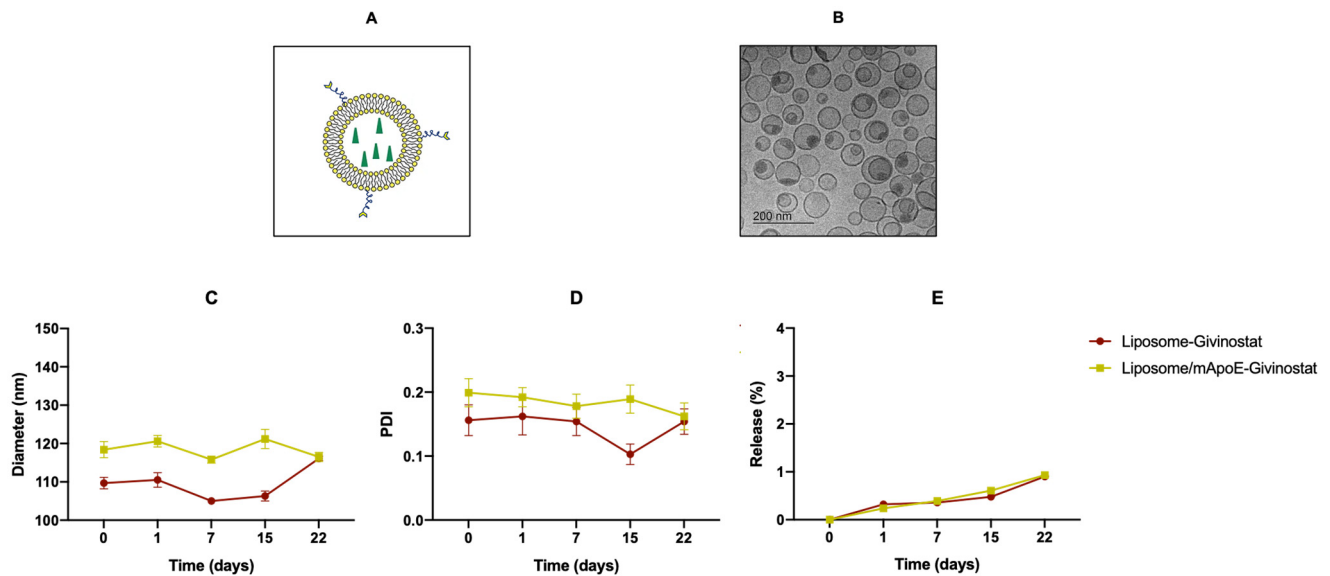 A
B
200 nm
C
150
140
130
120
110
100
Diameter (nm)
0 1 7 15 22
Time (days)
D
0.3
0.2
0.1
0.0
PDI
0 1 7 15 22
Time (days)
E
4
3
2
1
0
Release (%)
0 1 7 15 22
Time (days)
Liposome-Givinostat
Liposome/mApoE-Givinostat